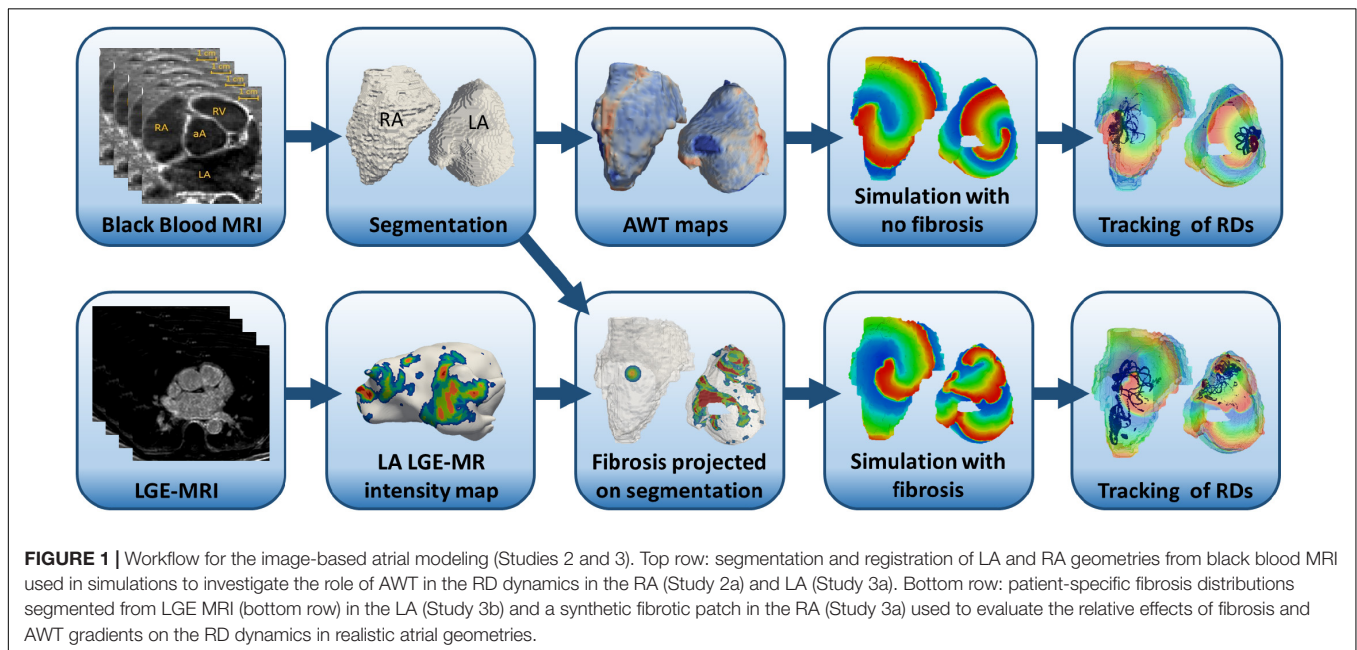 1 cm
1 cm
1 cm
1 cm
RV
RA
aA
LA
Black Blood MRI
RA
LA
Segmentation
AWT maps
Simulation with
no fibrosis
Tracking of RDs
LGE-MRI
LA LGE-MR
intensity map
Fibrosis projected
on segmentation
Simulation with
fibrosis
Tracking of RDs
FIGURE 1 | Workflow for the image-based atrial modeling (Studies 2 and 3). Top row: segmentation and registration of LA and RA geometries from black blood MRI
used in simulations to investigate the role of AWT in the RD dynamics in the RA (Study 2a) and LA (Study 3a). Bottom row: patient-specific fibrosis distributions
segmented from LGE MRI (bottom row) in the LA (Study 3b) and a synthetic fibrotic patch in the RA (Study 3a) used to evaluate the relative effects of fibrosis and
AWT gradients on the RD dynamics in realistic atrial geometries.